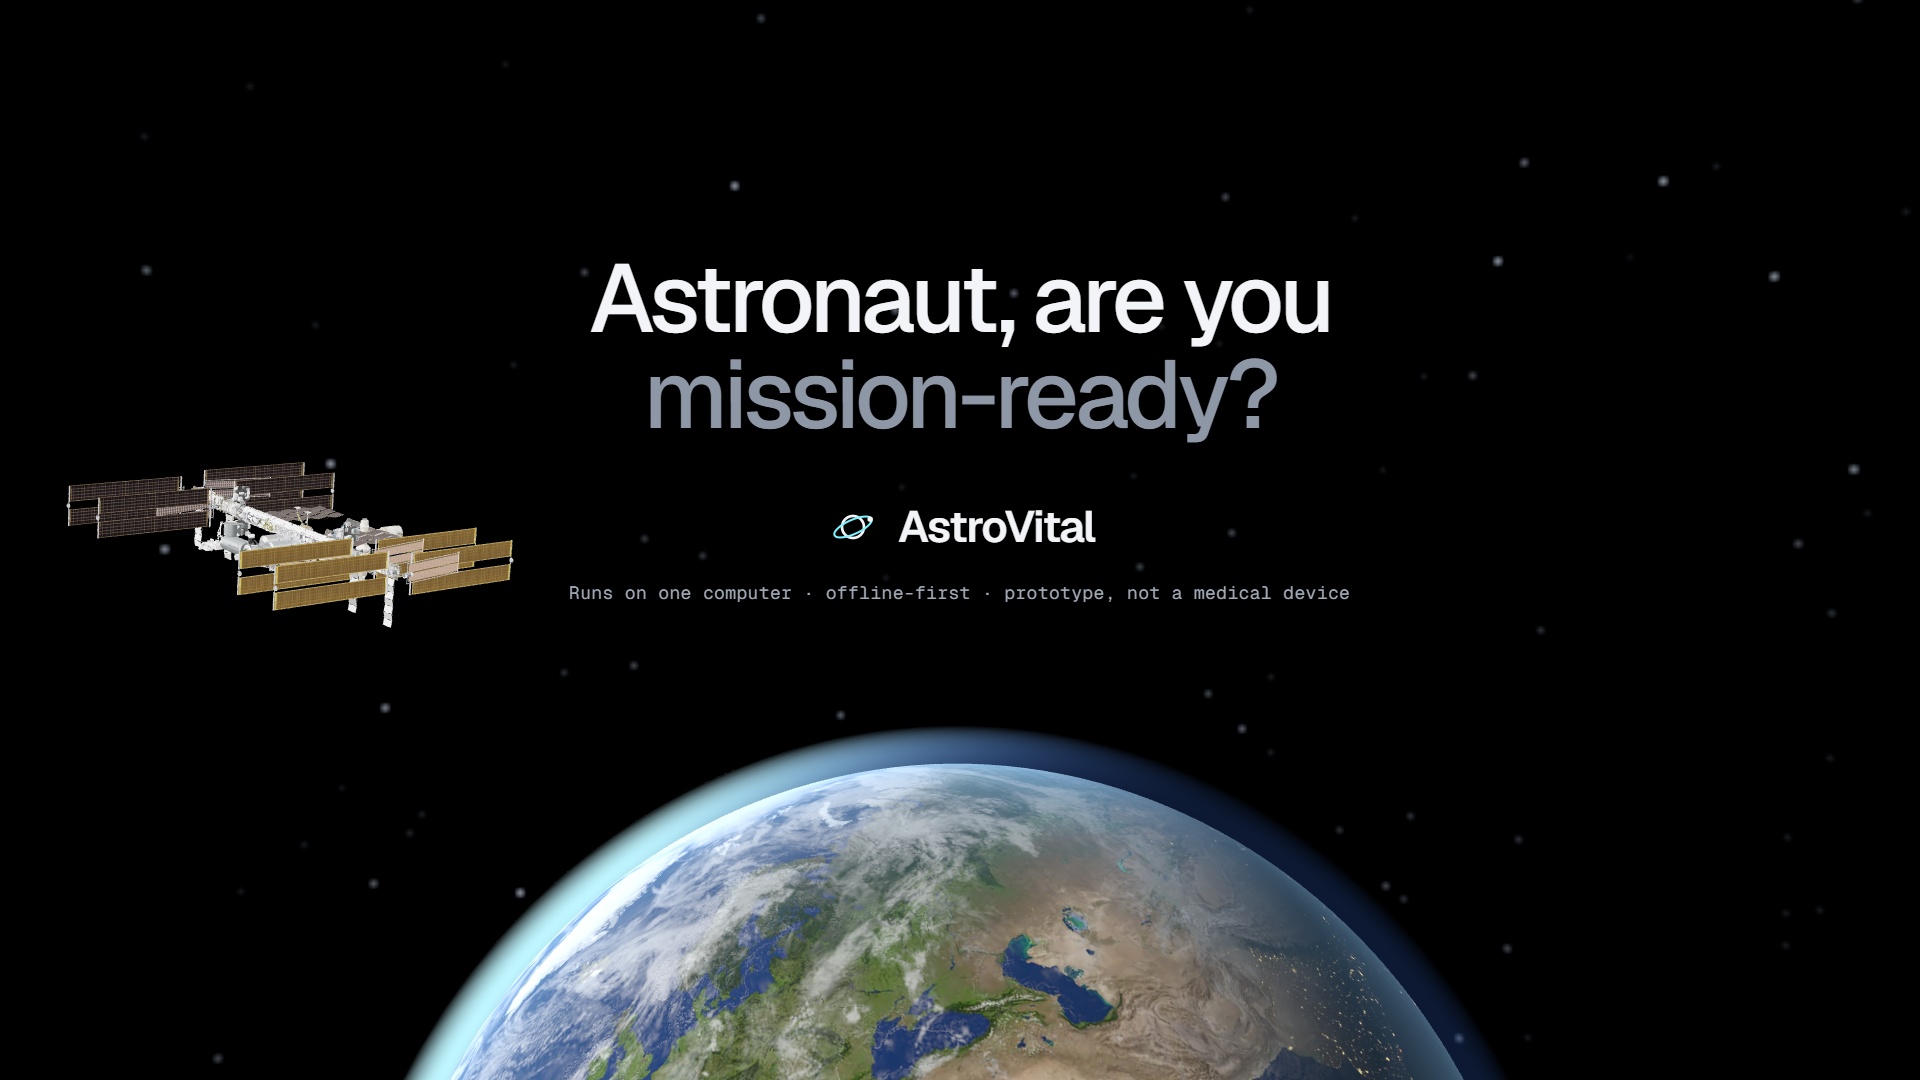 Astronaut, are you
mission-ready?
AstroVital
Runs on one computer · offline-first · prototype, not a medical device